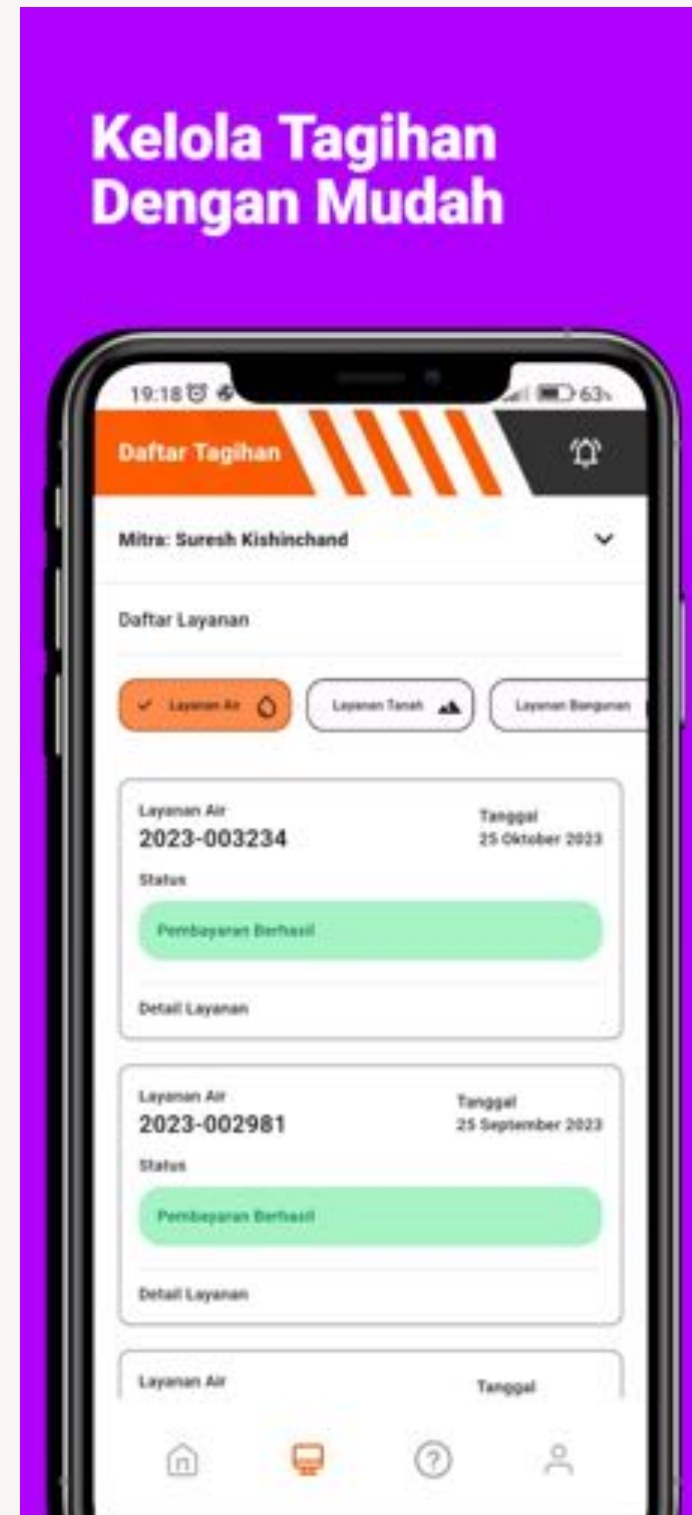 Kelola Tagihan
Dengan Mudah
19:18
63
Daftar Tagihan
Mitra: Suresh Kishinchand
Daftar Layanan
Layanan Air
Layanan Tanah
Layanan Bangunan
Layanan Air
Tanggal
2023-003234
25 Oktober 2023
Status
Pembayaran Berhasil
Detail Layanan
Layanan Air
Tanggal
2023-002981
25 September 2023
Status
Pembayaran Berhasil
Detail Layanan
Layanan Air
Tanggal